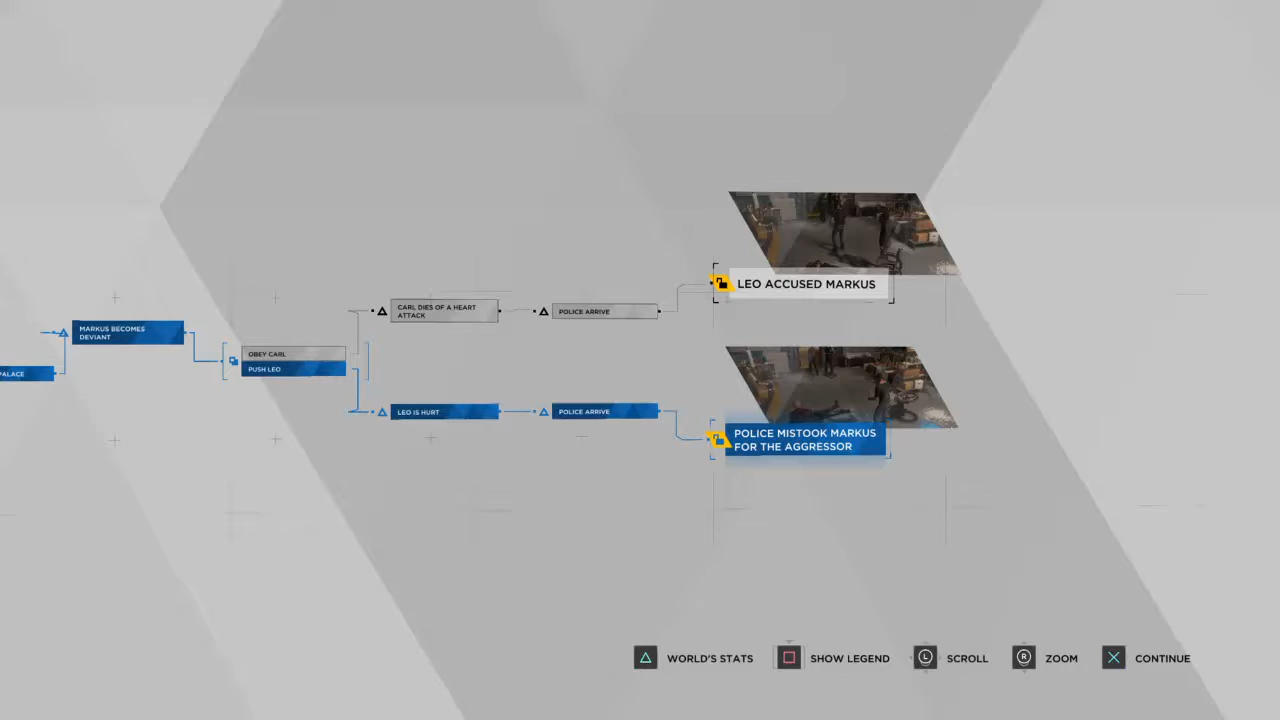 PALACE
MARKUS BECOMES
DEVIANT
OBEY CARL
PUSH LEO
CARL DIES OF A HEART
ATTACK
POLICE ARRIVE
LEO ACCUSED MARKUS
LEO IS HURT
POLICE ARRIVE
POLICE MISTOOK MARKUS
FOR THE AGGRESSOR
WORLD'S STATS
SHOW LEGEND
L
SCROLL
R
ZOOM
CONTINUE